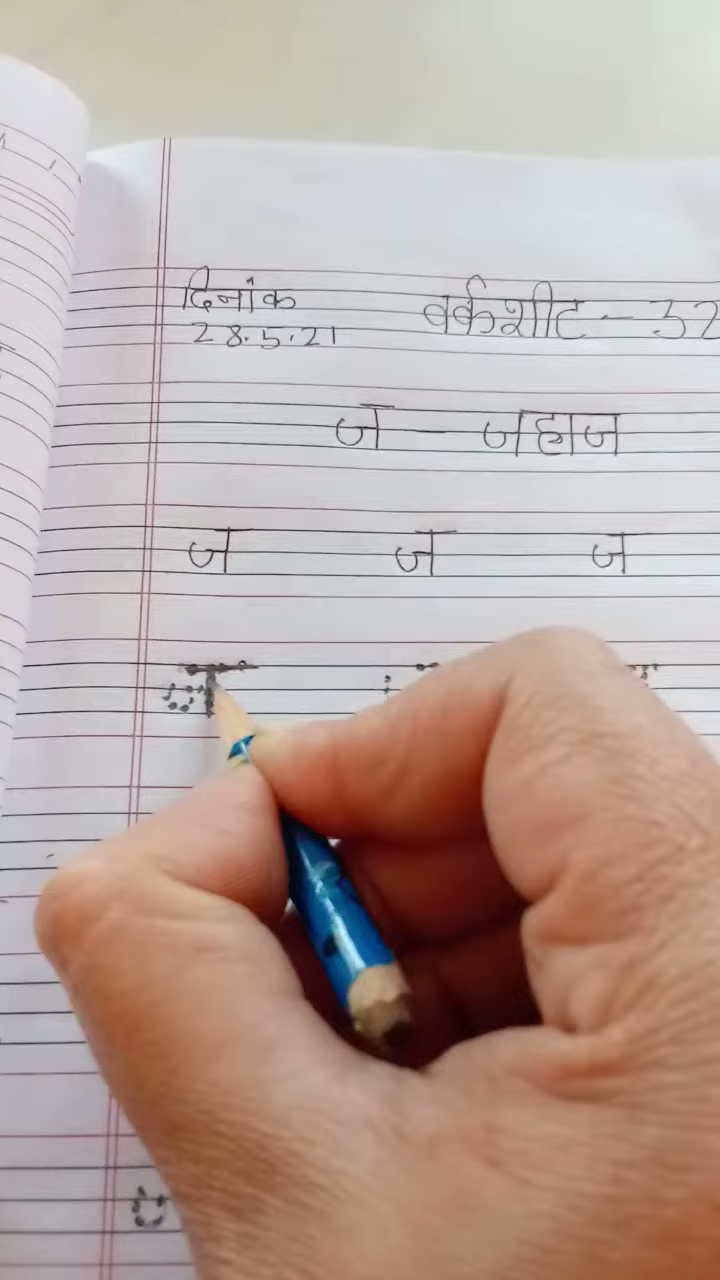 दिनांक वर्कशीट - 32
28.5.21
ज - जहाज
ज ज ज